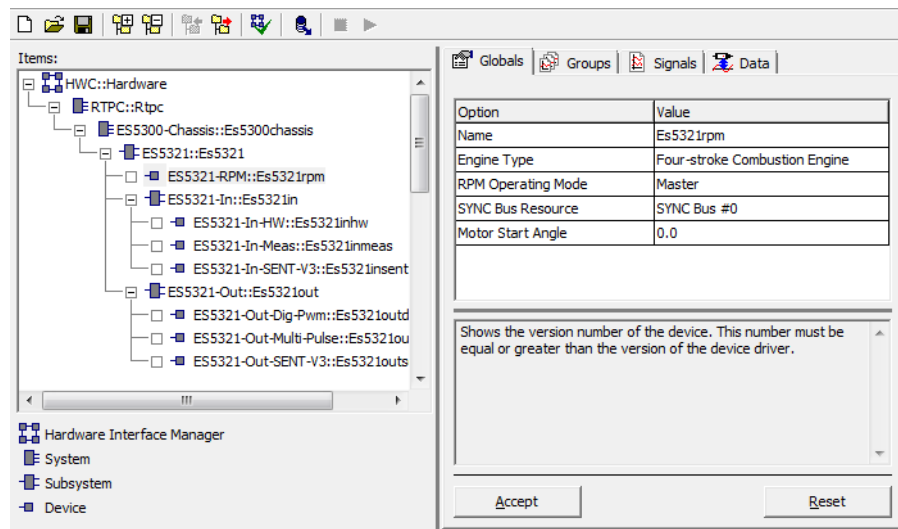 Items:
HWC::Hardware
RTPC::Rtpc
ES5300-Chassis::Es5300chassis
ES5321::Es5321
ES5321-RPM::Es5321rpm
ES5321-In::Es5321in
ES5321-In-HW::Es5321inhw
ES5321-In-Meas::Es5321inmeas
ES5321-In-SENT-V3::Es5321insent
ES5321-Out::Es5321out
ES5321-Out-Dig-Pwm::Es5321outd
ES5321-Out-Multi-Pulse::Es5321ou
ES5321-Out-SENT-V3::Es5321outs
Hardware Interface Manager
System
Subsystem
Device
Globals Groups Signals Data
Option Value
Name Es5321rpm
Engine Type Four-stroke Combustion Engine
RPM Operating Mode Master
SYNC Bus Resource SYNC Bus #0
Motor Start Angle 0.0
Shows the version number of the device. This number must be
equal or greater than the version of the device driver.
Accept Reset